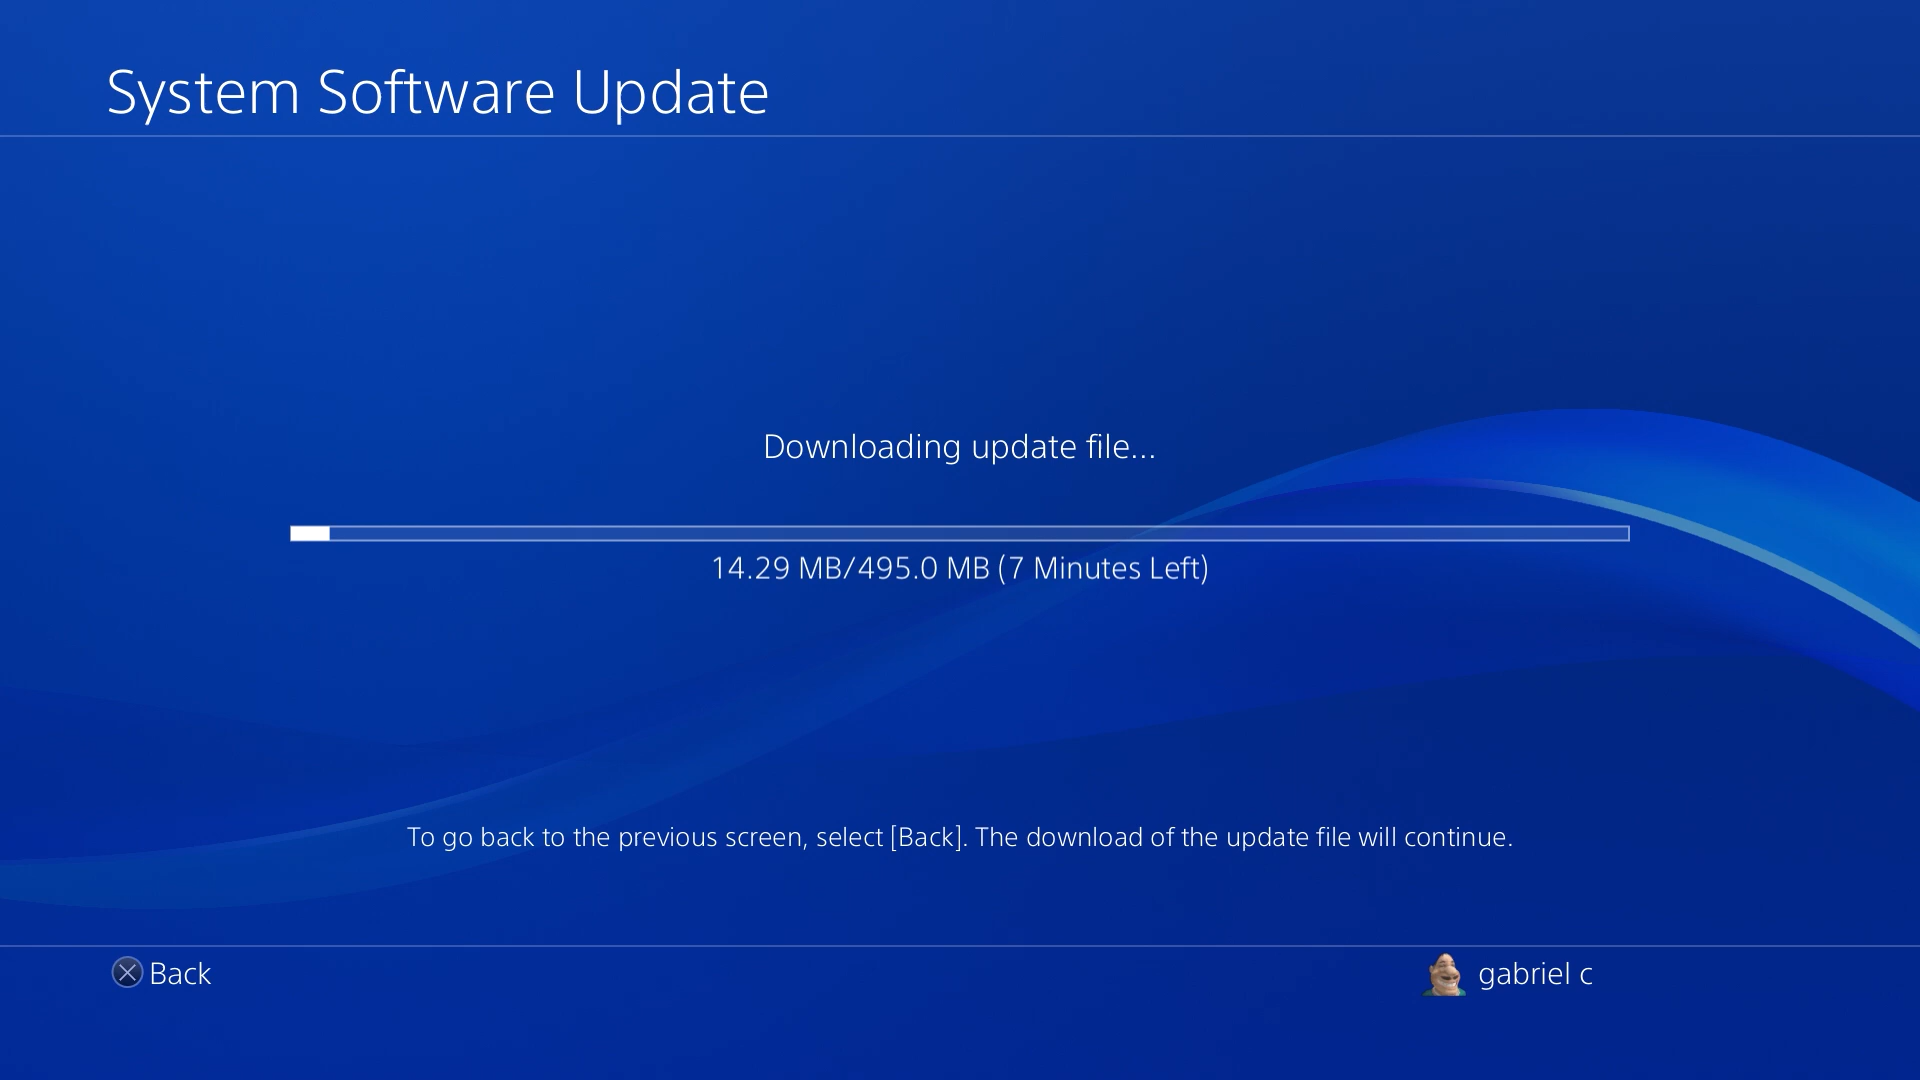 System Software Update
Downloading update file...
14.29 MB/495.0 MB (7 Minutes Left)
To go back to the previous screen, select [Back]. The download of the update file will continue.
Back
gabriel c